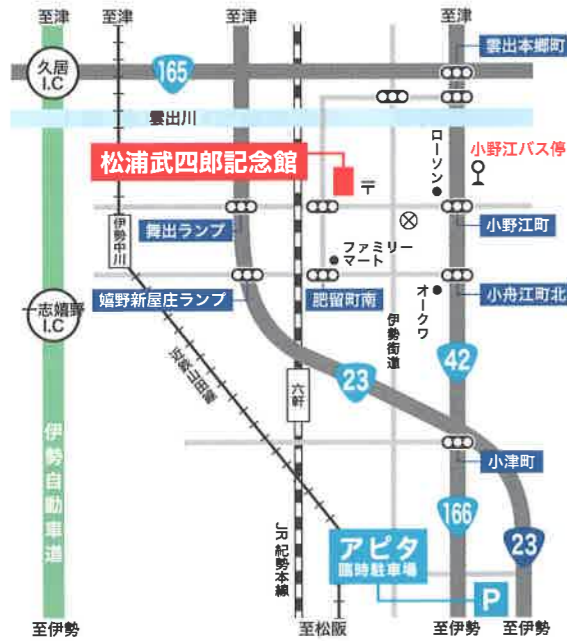 至津
至津
至津
至津
久居
I.C
165
雲出本郷町
雲出川
松浦武四郎記念館
〒
ローソン
小野江バス停
伊勢中川
舞出ランプ
小野江町
ファミリー
マート
嬉野新屋庄ランプ
肥留町南
オークワ
小舟江町北
一志嬉野
I.C
伊勢街道
近鉄山田線
六軒
23
42
伊勢自動車道
小津町
JR紀勢本線
166
アピタ
臨時駐車場
23
P
至伊勢
至松阪
至伊勢
至伊勢